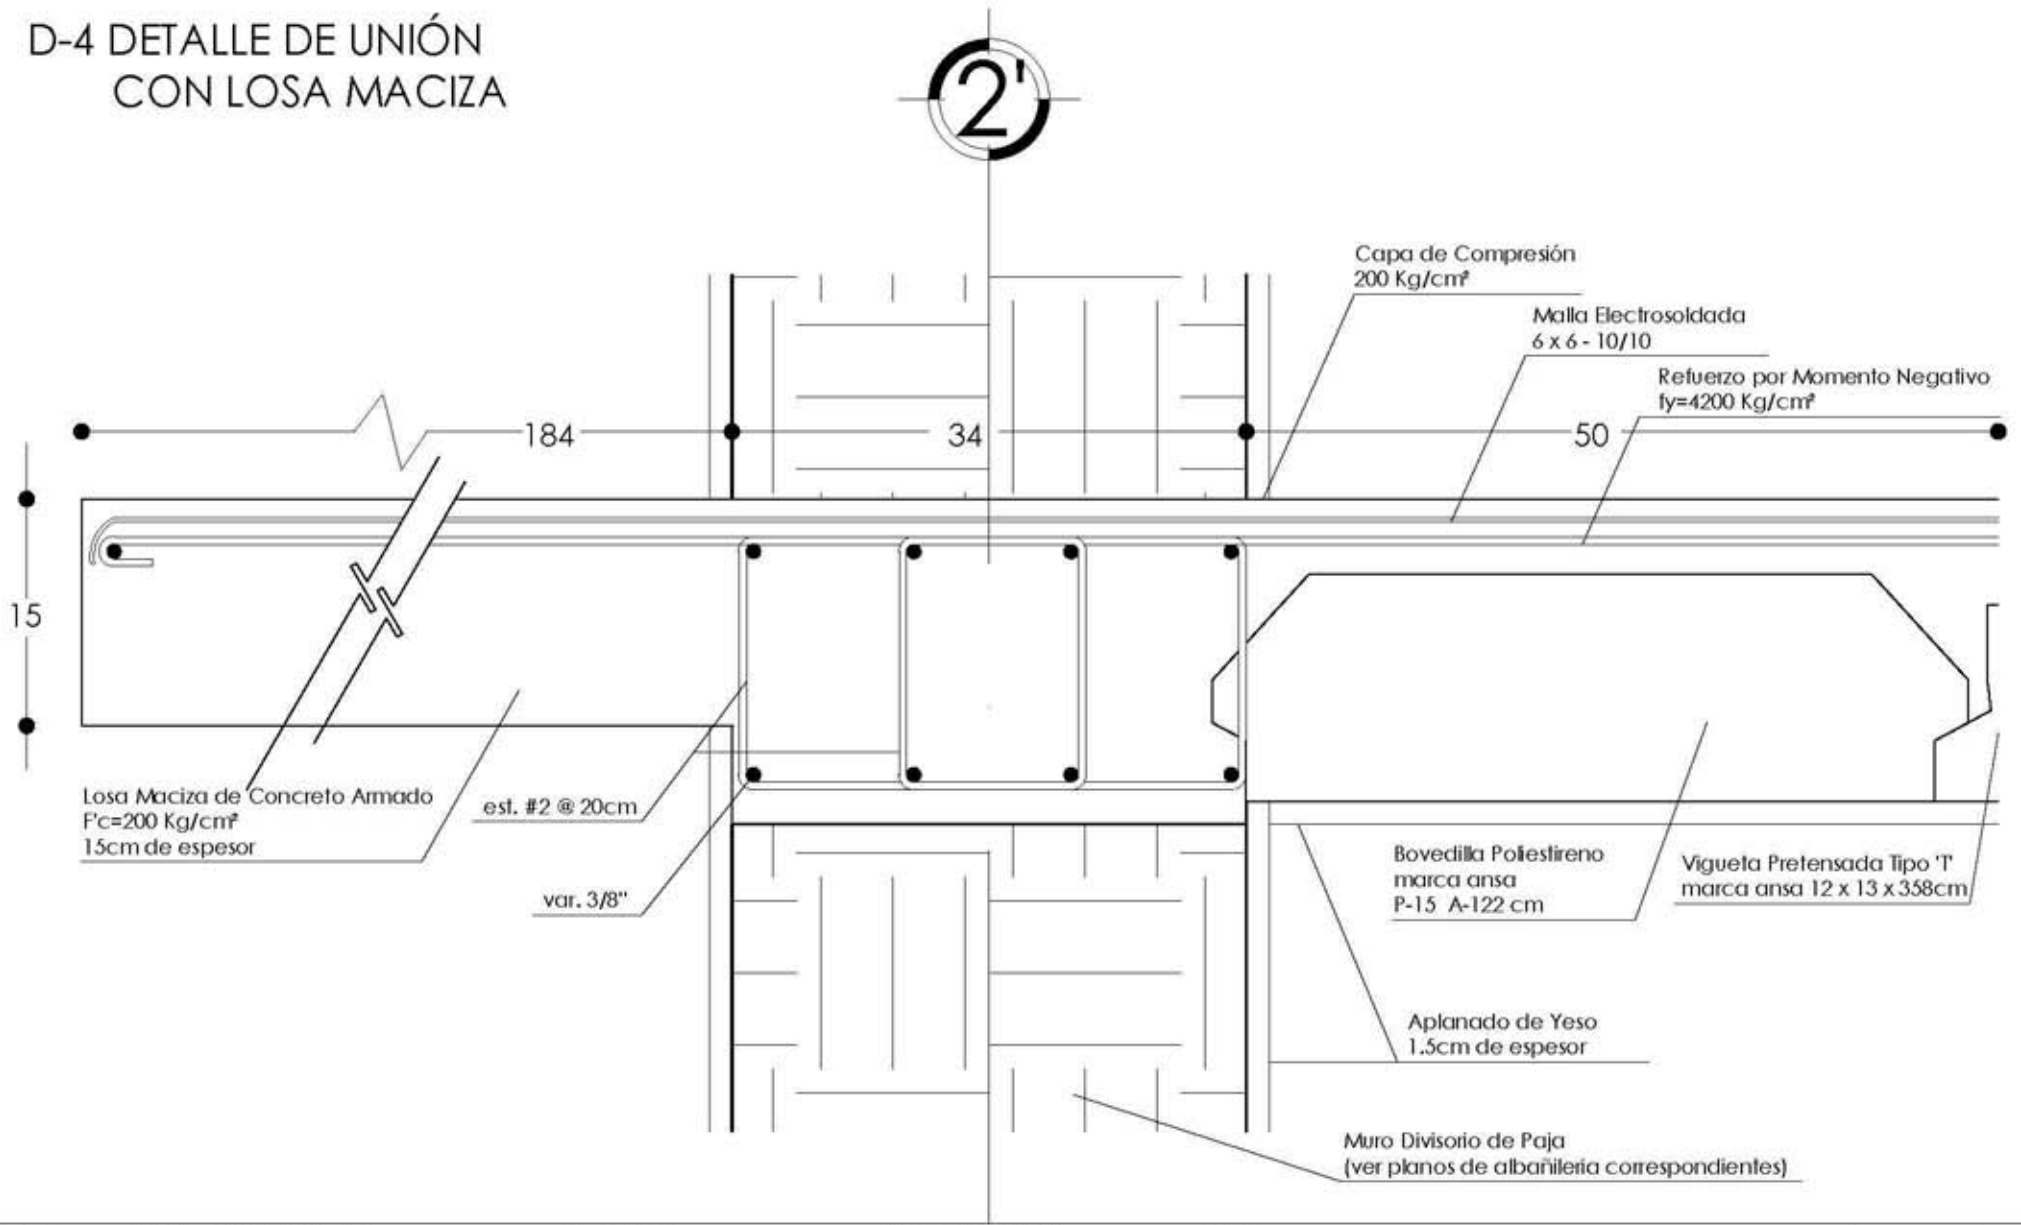 D-4 DETALLE DE UNIÓN
CON LOSA MACIZA
2'
Capa de Compresión
200 Kg/cm²
Malla Electrosoldada
6 x 6 - 10/10
Refuerzo por Momento Negativo
fy=4200 Kg/cm²
184
34
50
15
Losa Maciza de Concreto Armado
F'c=200 Kg/cm²
15cm de espesor
est. #2 @ 20cm
var. 3/8"
Bovedilla Poliestireno
marca ansa
P-15 A-122 cm
Vigueta Pretensada Tipo 'T'
marca ansa 12 x 13 x 358cm
Aplanado de Yeso
1.5cm de espesor
Muro Divisorio de Paja
(ver planos de albañilería correspondientes)